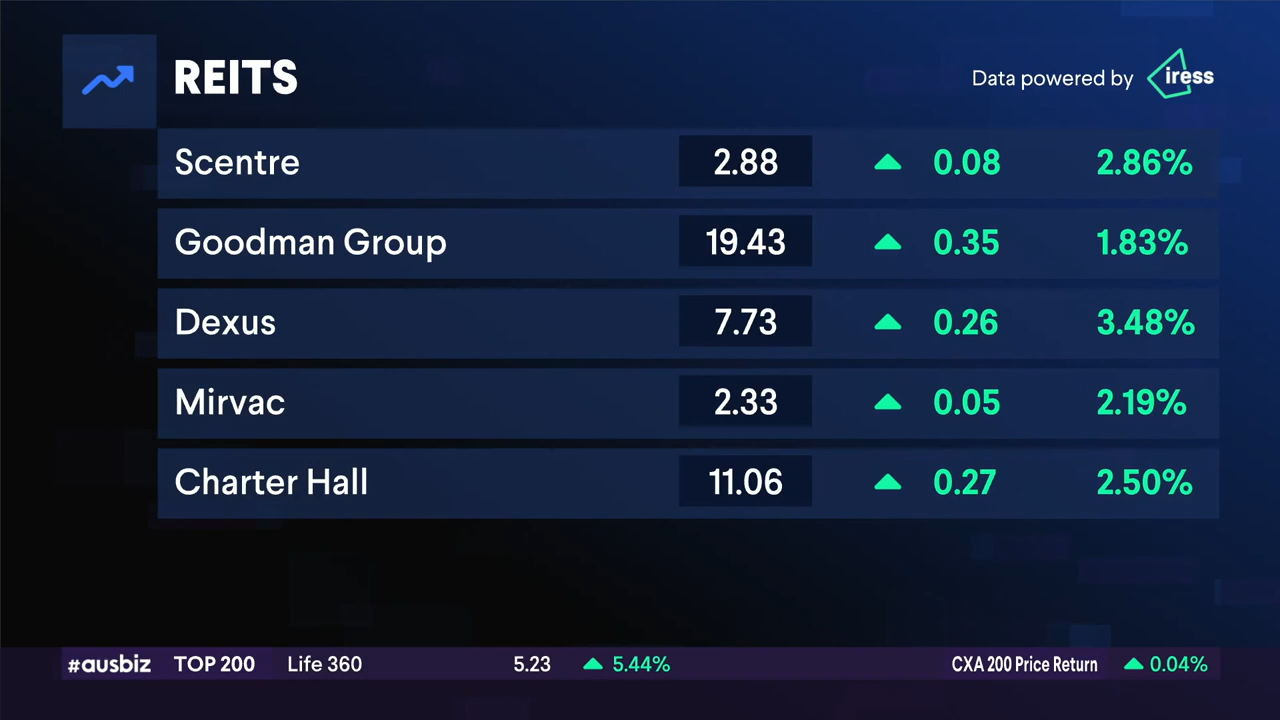 REITS
Data powered by iress
Scentre 2.88 ▲ 0.08 2.86%
Goodman Group 19.43 ▲ 0.35 1.83%
Dexus 7.73 ▲ 0.26 3.48%
Mirvac 2.33 ▲ 0.05 2.19%
Charter Hall 11.06 ▲ 0.27 2.50%
#ausbiz TOP 200 Life 360 5.23 ▲ 5.44% CXA 200 Price Return ▲ 0.04%